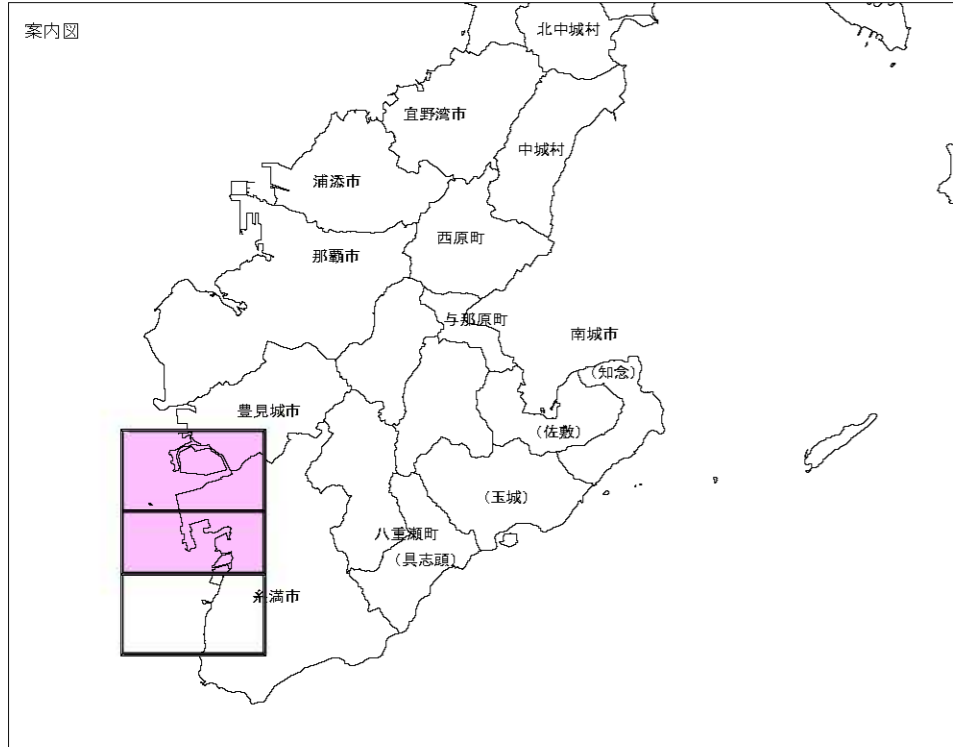 案内図
北中城村
宜野湾市
中城村
浦添市
西原町
那覇市
与那原町
南城市
（知念）
豊見城市
（佐敷）
（玉城）
八重瀬町
（具志頭）
糸満市